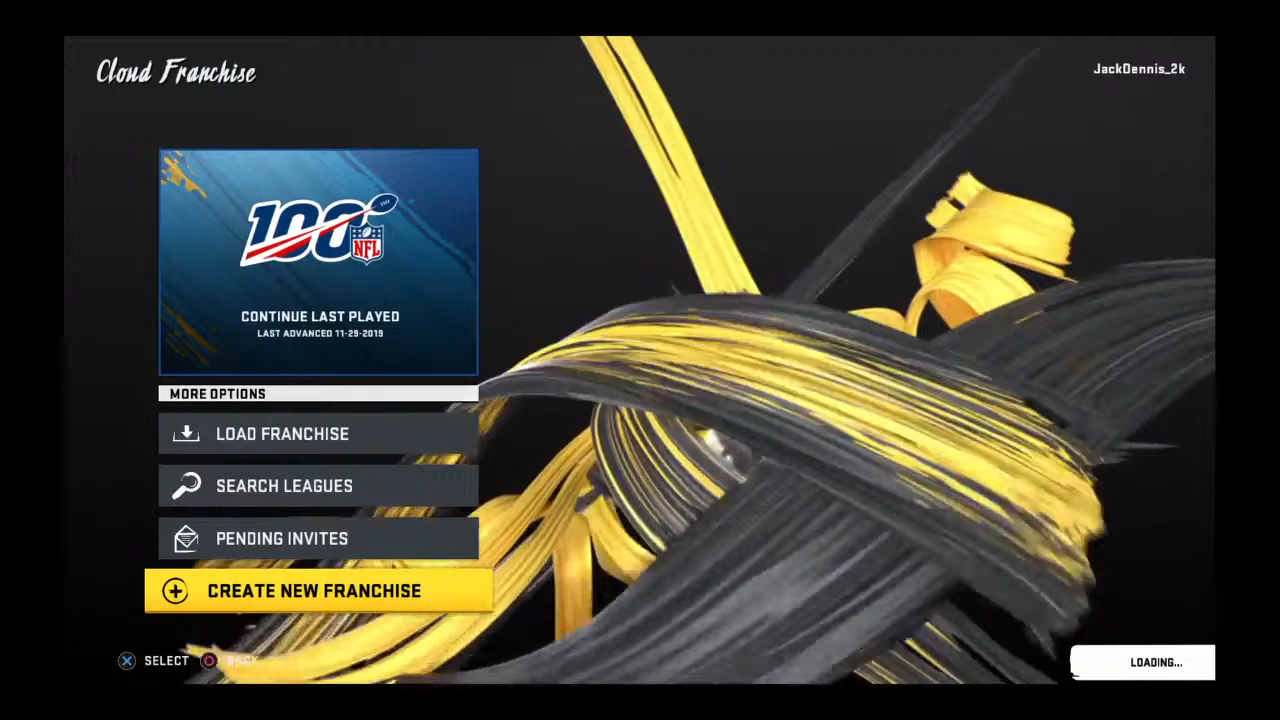 Cloud Franchise
JackDennis_2k
100
NFL
CONTINUE LAST PLAYED
LAST ADVANCED 11-29-2019
MORE OPTIONS
LOAD FRANCHISE
SEARCH LEAGUES
PENDING INVITES
CREATE NEW FRANCHISE
SELECT BACK
LOADING...